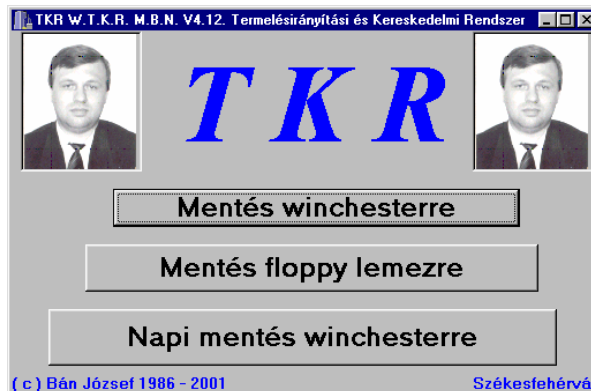 TKR W.T.K.R. M.B.N. V4.12. Termelésirányítási és Kereskedelmi Rendszer
T K R
Mentés winchesterre
Mentés floppy lemezre
Napi mentés winchesterre
( c ) Bán József 1986 - 2001 Székesfehérvá